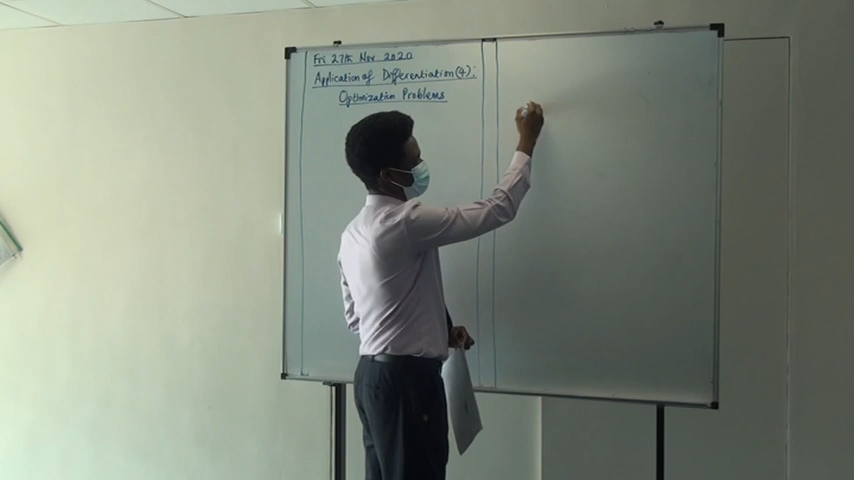 Fri 27th Nov 2020
Application of Differentiation (4):
Optimization Problems